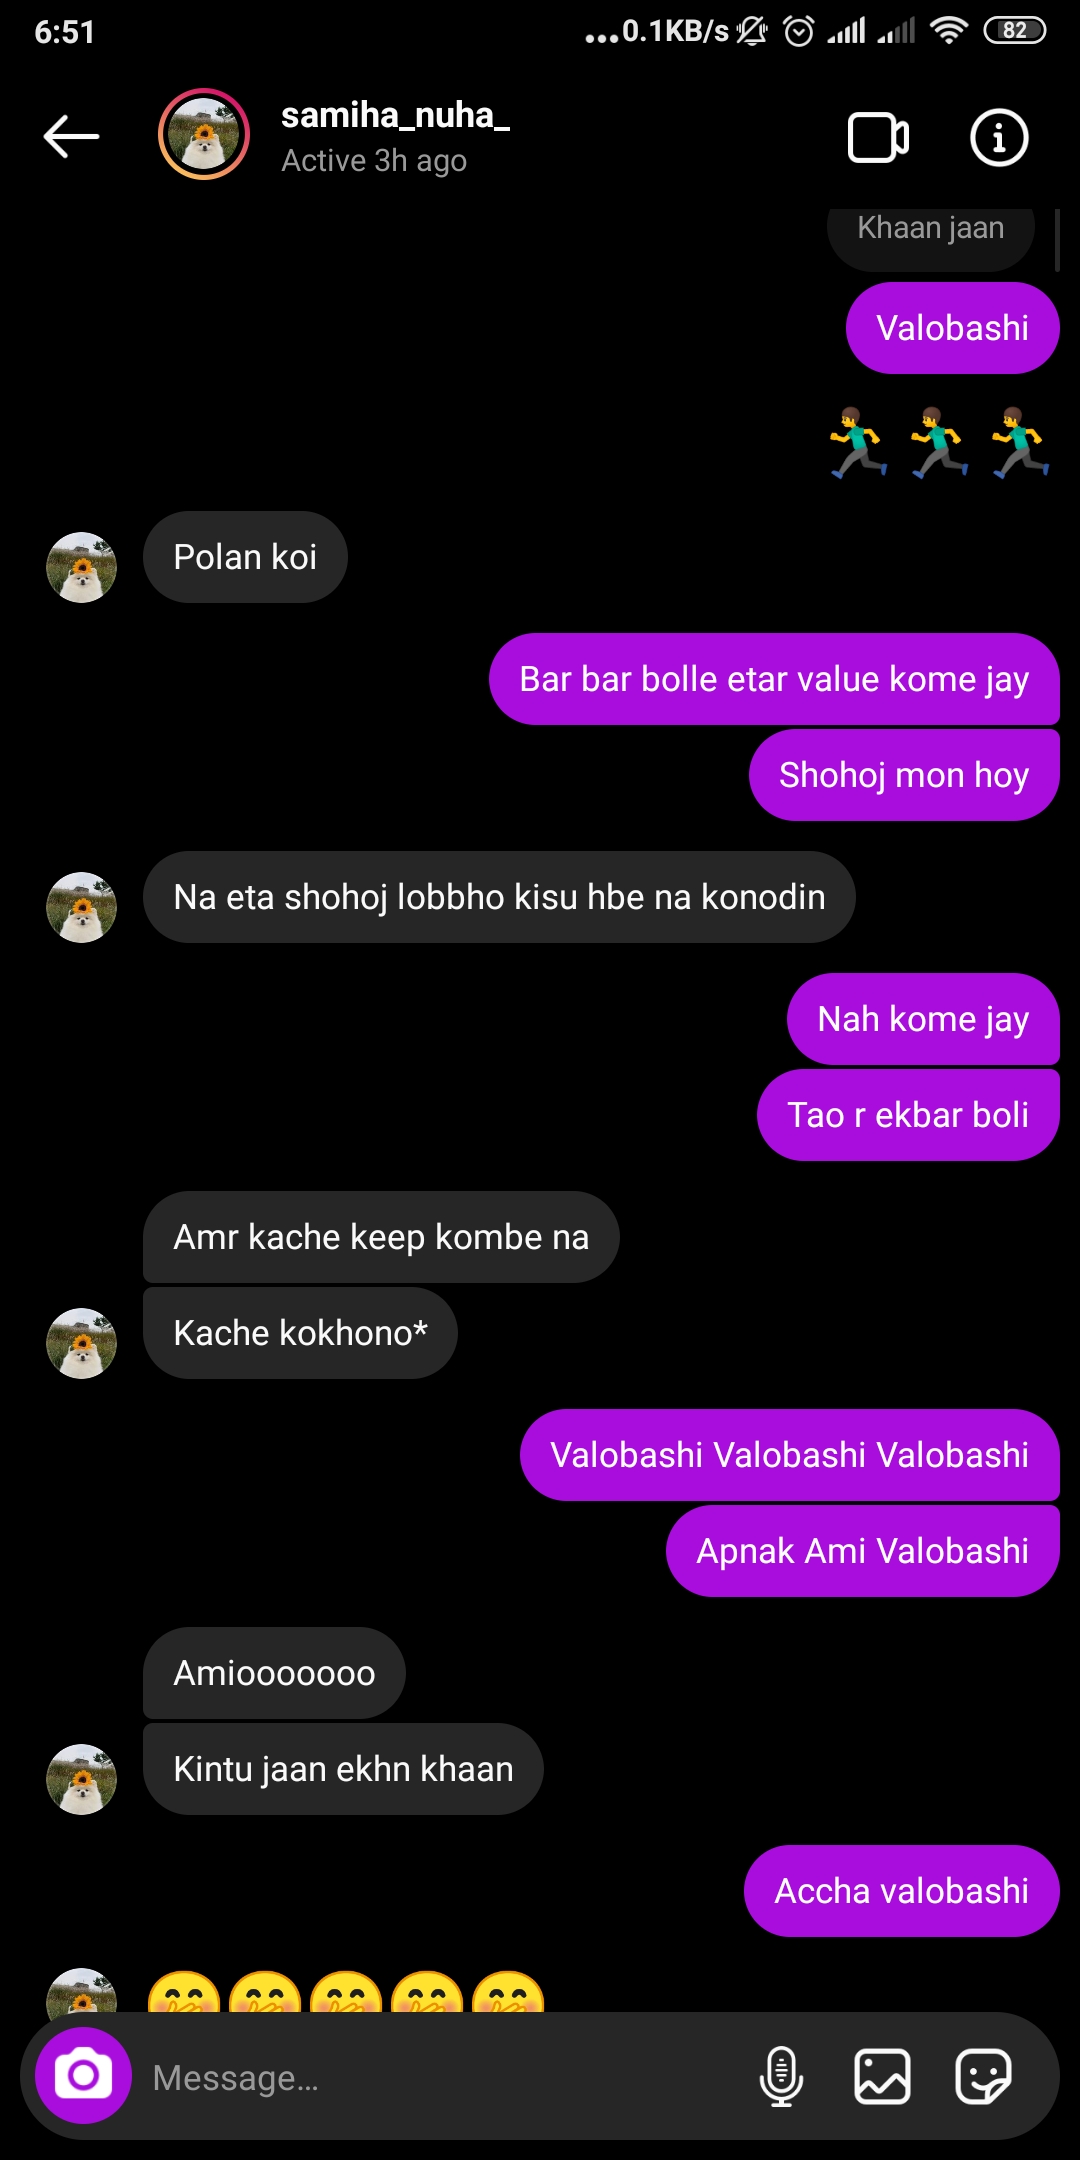 6:51
...0.1KB/s
82
samiha_nuha_
Active 3h ago
Khaan jaan
Valobashi
Polan koi
Bar bar bolle etar value kome jay
Shohoj mon hoy
Na eta shohoj lobbho kisu hbe na konodin
Nah kome jay
Tao r ekbar boli
Amr kache keep kombe na
Kache kokhono*
Valobashi Valobashi Valobashi
Apnak Ami Valobashi
Amiooooooo
Kintu jaan ekhn khaan
Accha valobashi
Message...